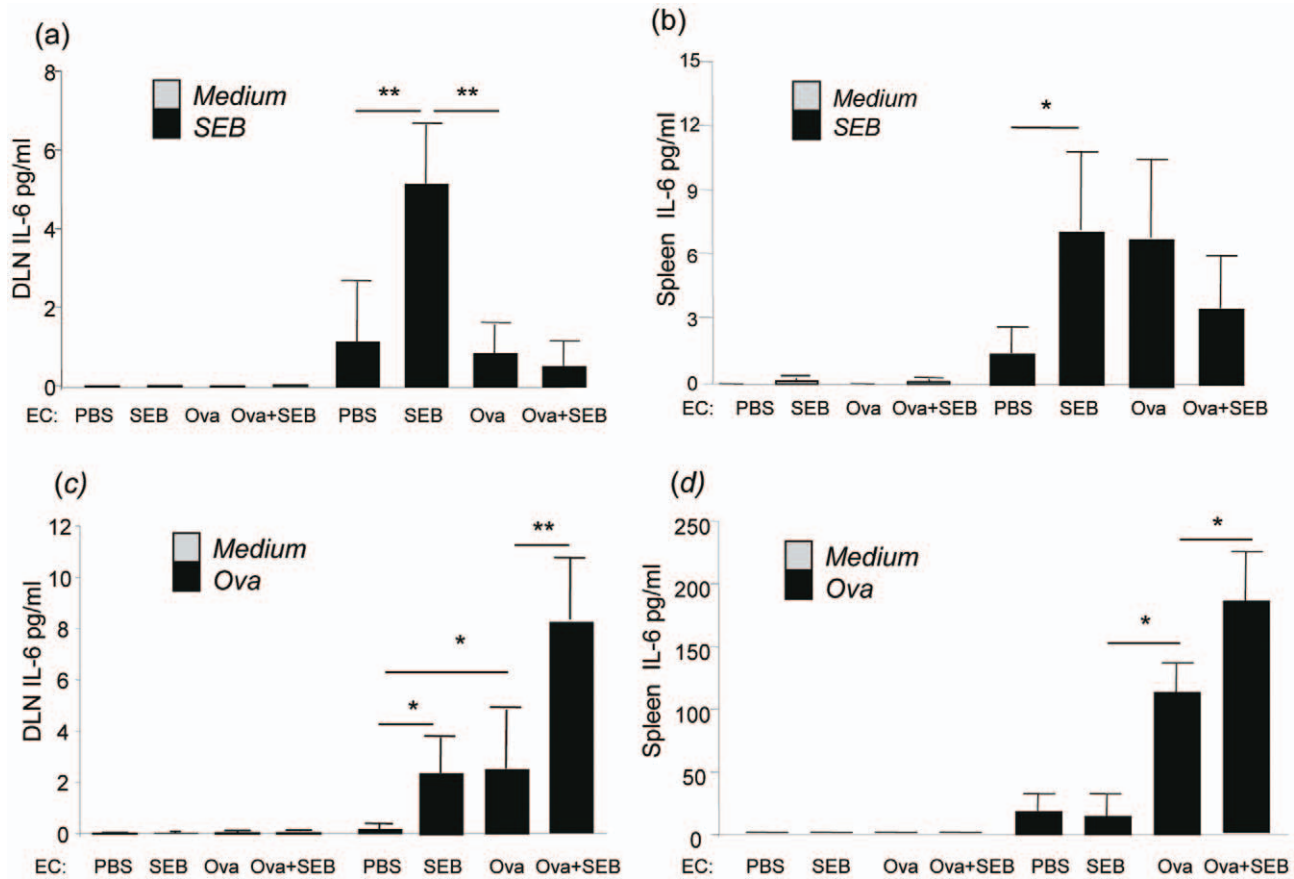 (a)
8
6
4
2
0
DLN IL-6 pg/ml
Medium
SEB
** **
EC: PBS SEB Ova Ova+SEB PBS SEB Ova Ova+SEB
(b)
15
12
9
6
3
0
Spleen IL-6 pg/ml
Medium
SEB
*
EC: PBS SEB Ova Ova+SEB PBS SEB Ova Ova+SEB
(c)
12
10
8
6
4
2
0
DLN IL-6 pg/ml
Medium
Ova
**
*
*
EC: PBS SEB Ova Ova+SEB PBS SEB Ova Ova+SEB
(d)
250
200
150
100
50
0
Spleen IL-6 pg/ml
Medium
Ova
*
*
EC: PBS SEB Ova Ova+SEB PBS SEB Ova Ova+SEB